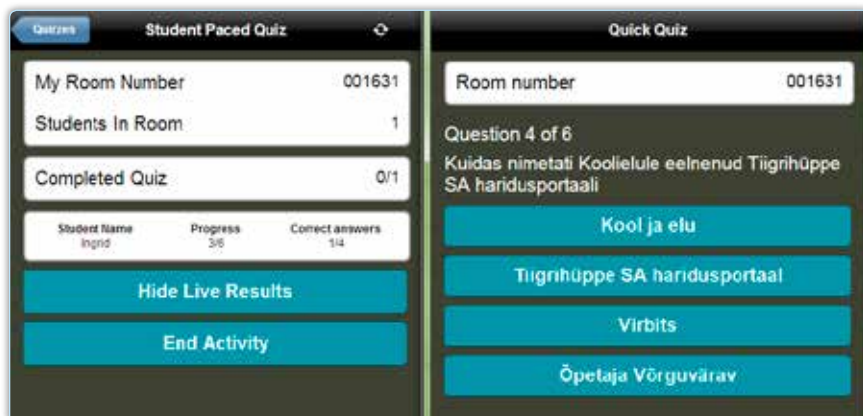 Quizzes
Student Paced Quiz
My Room Number 001631
Students In Room 1
Completed Quiz 0/1
Student Name Progress Correct answers
Ingrid 3/6 1/4
Hide Live Results
End Activity
Quick Quiz
Room number 001631
Question 4 of 6
Kuidas nimetati Koolielule eelnenud Tiigrihüppe
SA haridusportaali
Kool ja elu
Tiigrihüppe SA haridusportaal
Virbits
Õpetaja Võrguvärav